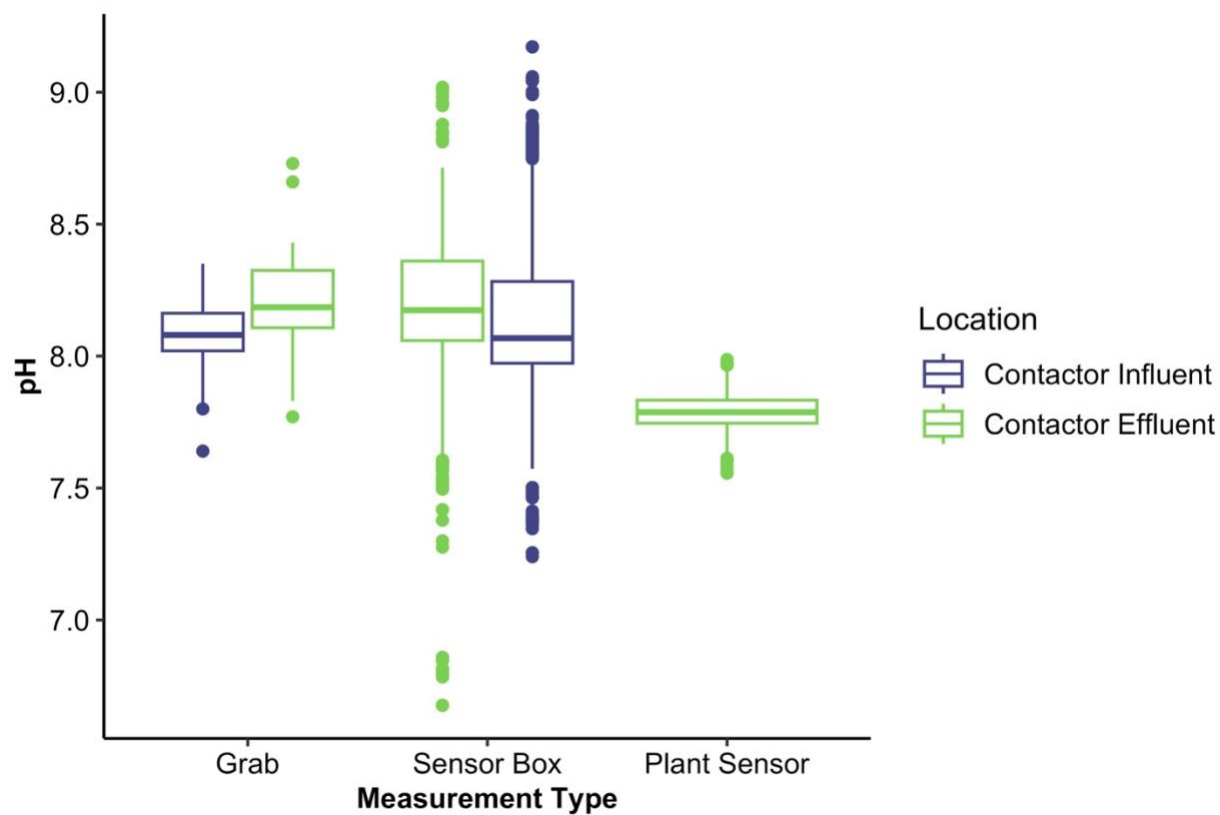 9.0
8.5
8.0
7.5
7.0
pH
Grab
Sensor Box
Plant Sensor
Measurement Type
Location
Contactor Influent
Contactor Effluent